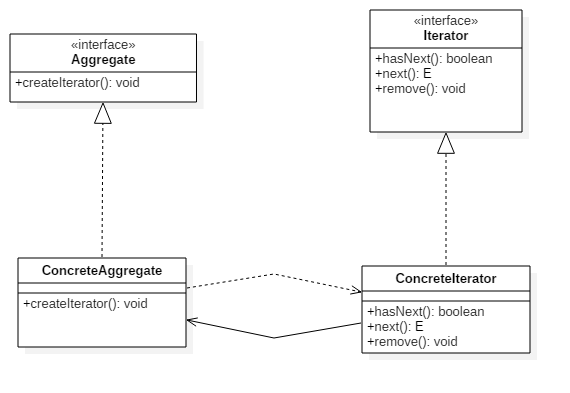 «interface»
Aggregate
+createIterator(): void
«interface»
Iterator
+hasNext(): boolean
+next(): E
+remove(): void
ConcreteAggregate
+createIterator(): void
ConcreteIterator
+hasNext(): boolean
+next(): E
+remove(): void